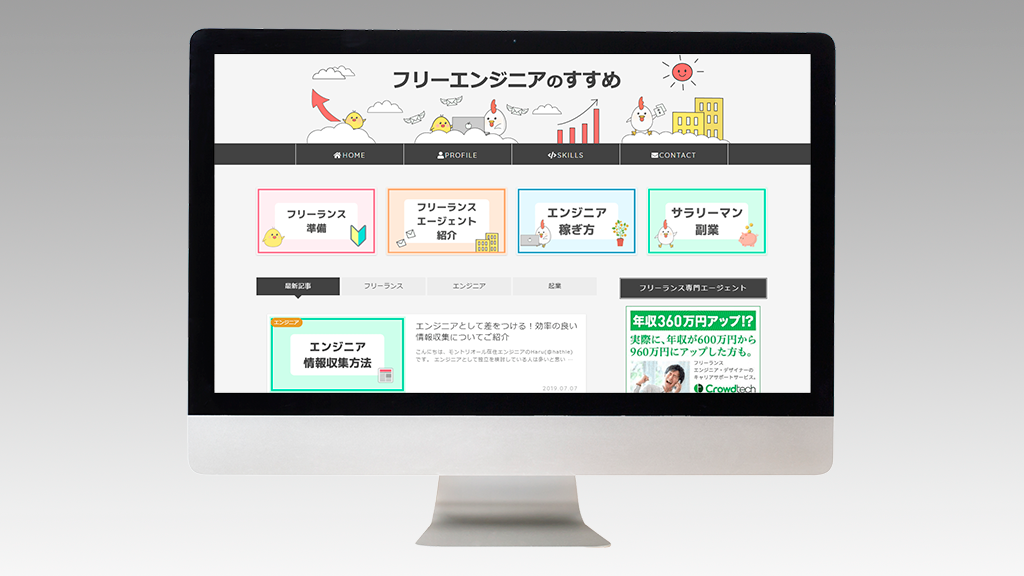 フリーエンジニアのすすめ
HOME
PROFILE
SKILLS
CONTACT
フリーランス
準備
フリーランス
エージェント
紹介
エンジニア
稼ぎ方
サラリーマン
副業
最新記事
フリーランス
エンジニア
起業
フリーランス専門エージェント
エンジニア
エンジニア
情報収集方法
エンジニアとして差をつける！効率の良い
情報収集についてご紹介
こんにちは、モントリオール在住エンジニアのHaru(@hathle)
です。 エンジニアとして独立を検討している人は多いと思い ...
2019.07.07
年収360万円アップ!?
実際に、年収が600万円から
960万円にアップした方も。
フリーランス
エンジニア・デザイナーの
キャリアサポートサービス。
Crowdtech